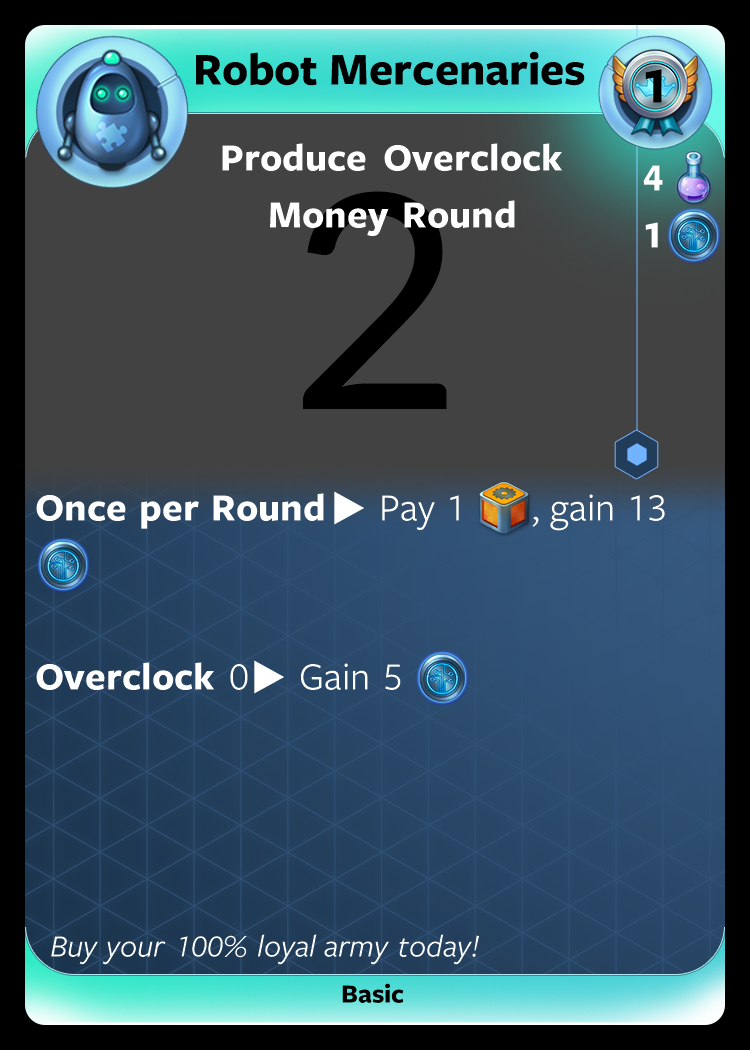 Robot Mercenaries
1
Produce Overclock
Money Round
4
1
2
Once per Round▶ Pay 1 , gain 13
Overclock 0▶ Gain 5
Buy your 100% loyal army today!
Basic